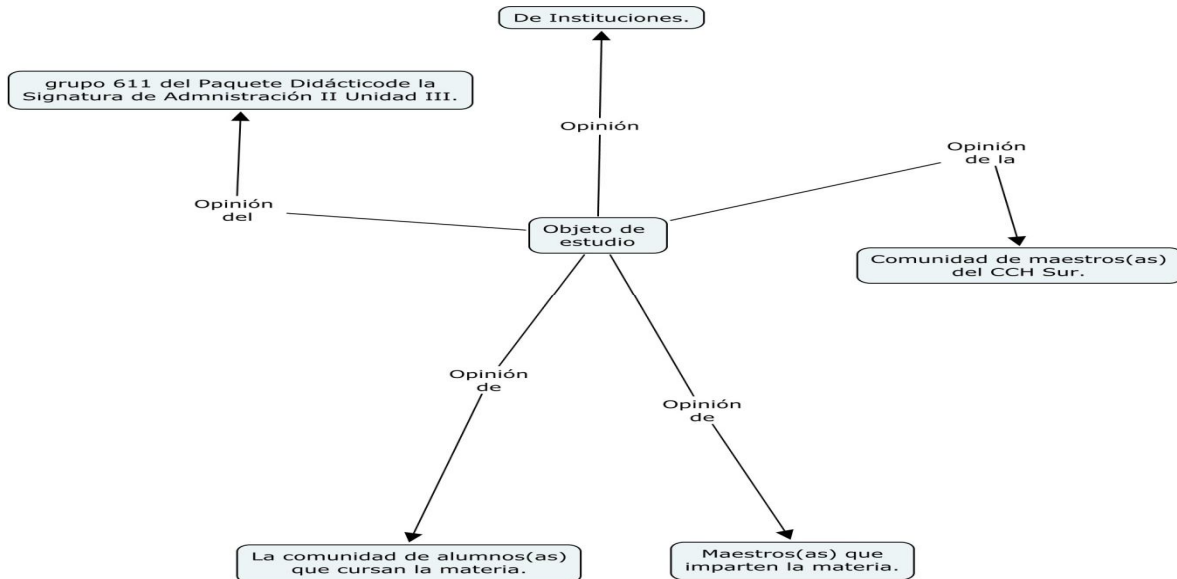 De Instituciones.
grupo 611 del Paquete Didácticode la
Signatura de Admnistración II Unidad III.
Opinión
Opinión
de la
Opinión
del
Objeto de
estudio
Comunidad de maestros(as)
del CCH Sur.
Opinión
de
Opinión
de
La comunidad de alumnos(as)
que cursan la materia.
Maestros(as) que
imparten la materia.